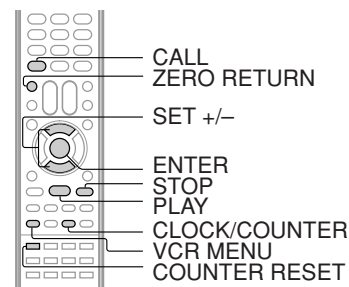 CALL
ZERO RETURN
SET +/–
ENTER
STOP
PLAY
CLOCK/COUNTER
VCR MENU
COUNTER RESET